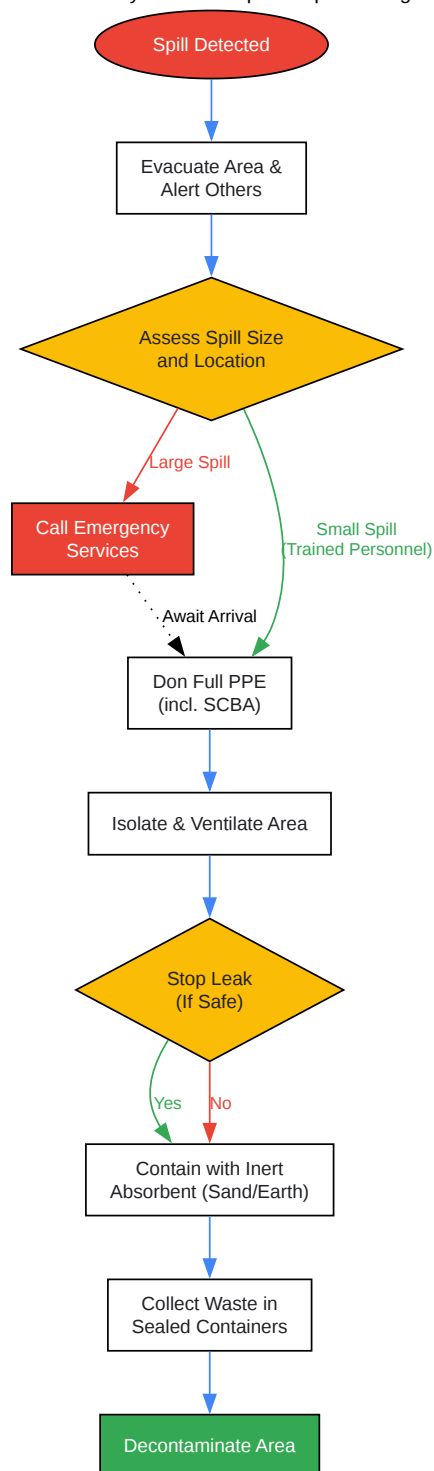 Spill Detected
Evacuate Area &
Alert Others
Assess Spill Size
and Location
Large Spill
Call Emergency
Services
Small Spill
(Trained Personnel)
Await Arrival
Don Full PPE
(incl. SCBA)
Isolate & Ventilate Area
Stop Leak
(If Safe)
Yes
No
Contain with Inert
Absorbent (Sand/Earth)
Collect Waste in
Sealed Containers
Decontaminate Area